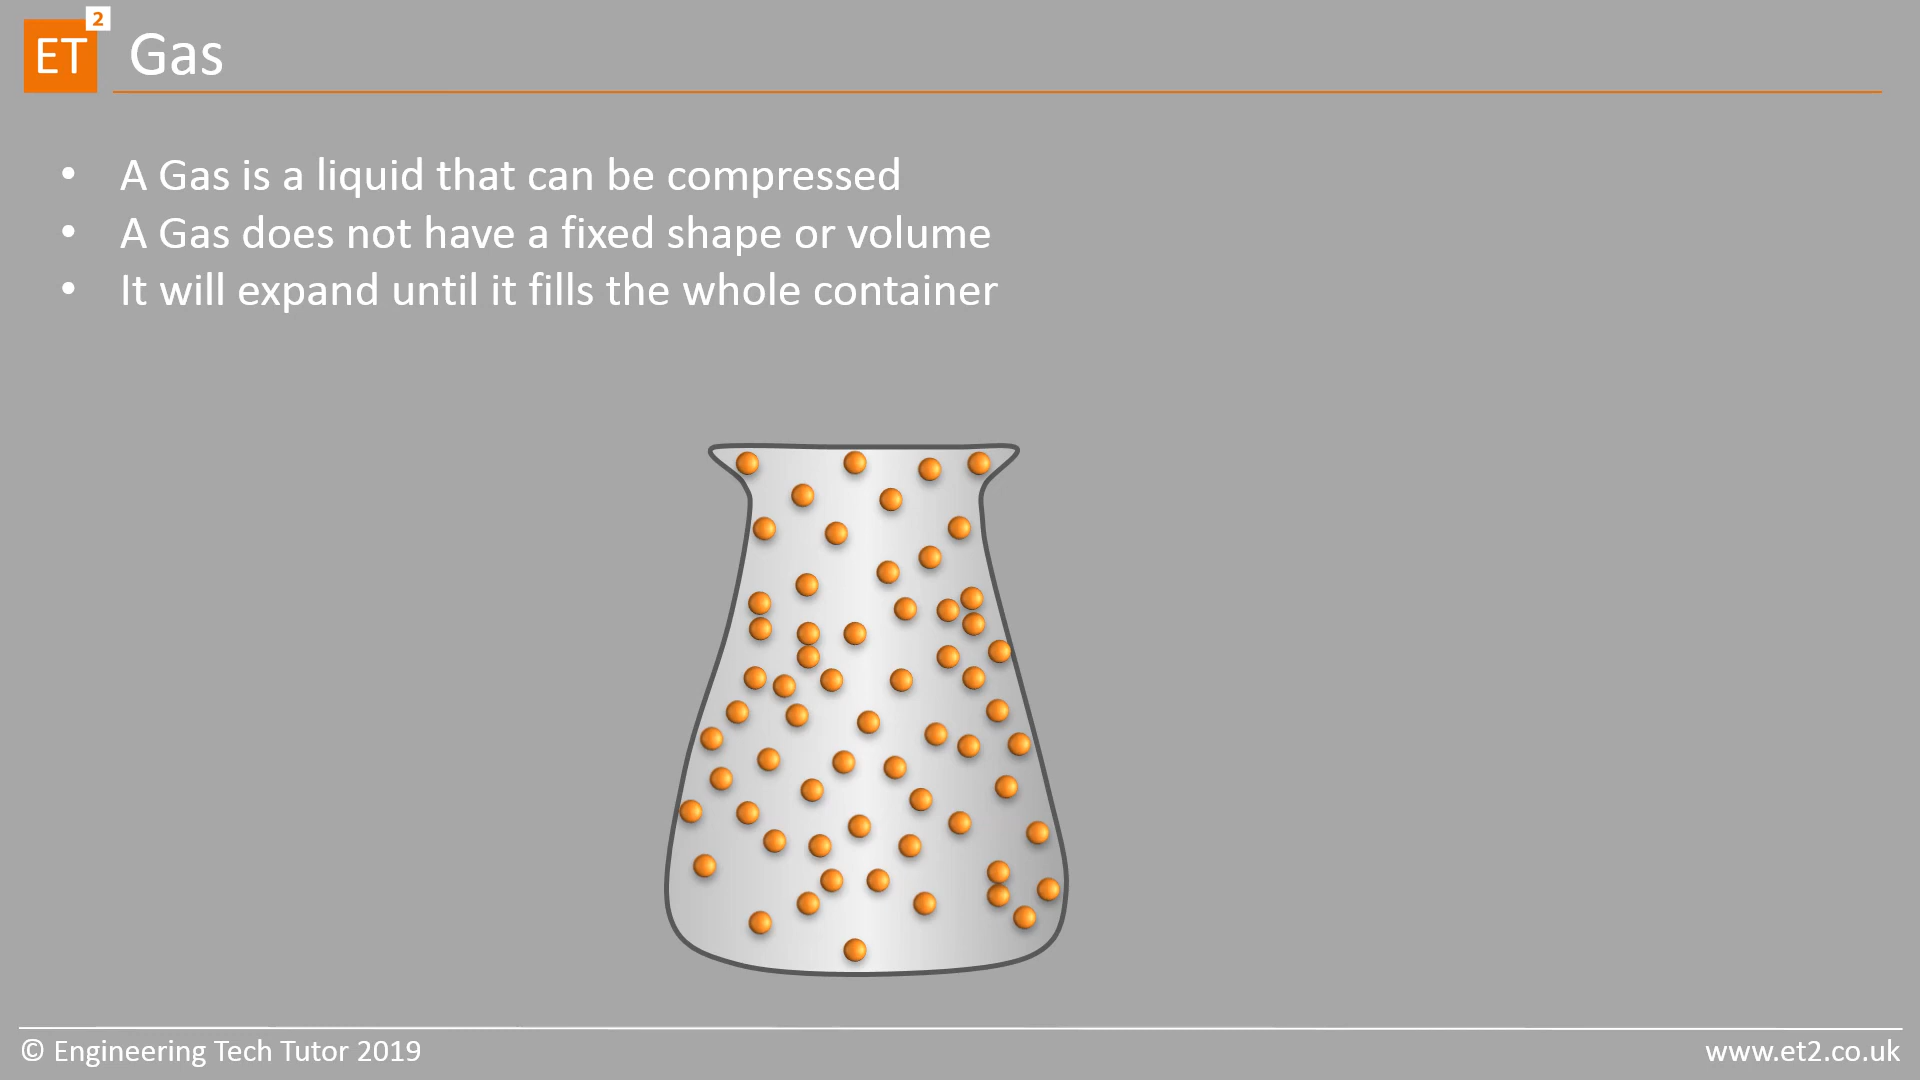 ET 2
Gas
• A Gas is a liquid that can be compressed
• A Gas does not have a fixed shape or volume
• It will expand until it fills the whole container
© Engineering Tech Tutor 2019
www.et2.co.uk